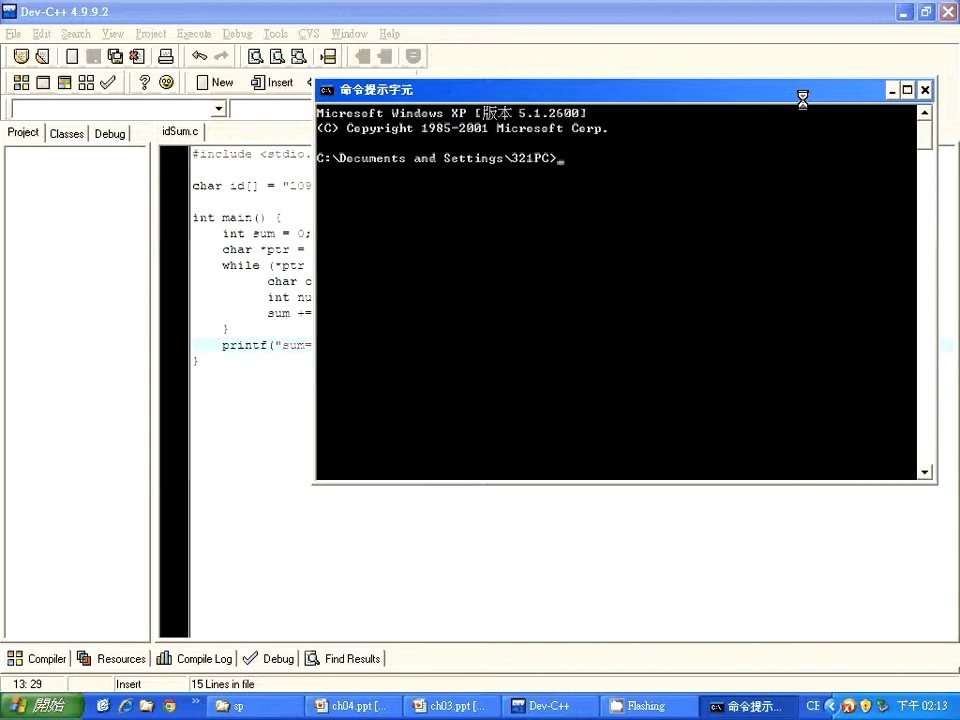 Dev-C++ 4.9.9.2
File Edit Search View Project Execute Debug Tools CVS Window Help
New Insert
命令提示字元
Microsoft Windows XP [版本 5.1.2600]
(C) Copyright 1985-2001 Microsoft Corp.
C:\Documents and Settings\321PC>_
Project Classes Debug
idSum.c
#include <stdio.
char id[] = "109
int main() {
int sum = 0;
char *ptr =
while (*ptr
char c
int nu
sum +=
}
printf("sum=
}
Compiler Resources Compile Log Debug Find Results
13: 29 Insert 15 Lines in file
開始 sp ch04.ppt [... ch03.ppt [... Dev-C++ Flashing 命令提示... CE 下午 02:13